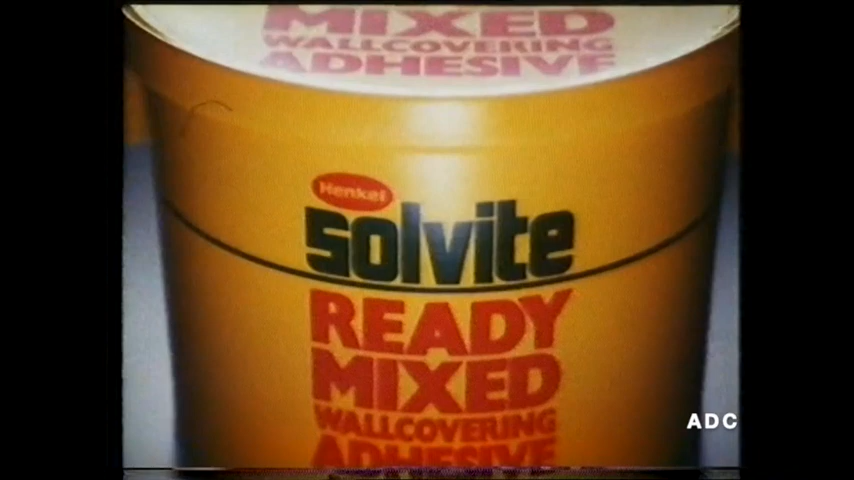 MIXED
WALLCOVERING
ADHESIVE
Henkel
solvite
READY
MIXED
WALLCOVERING
ADHESIVE
ADC